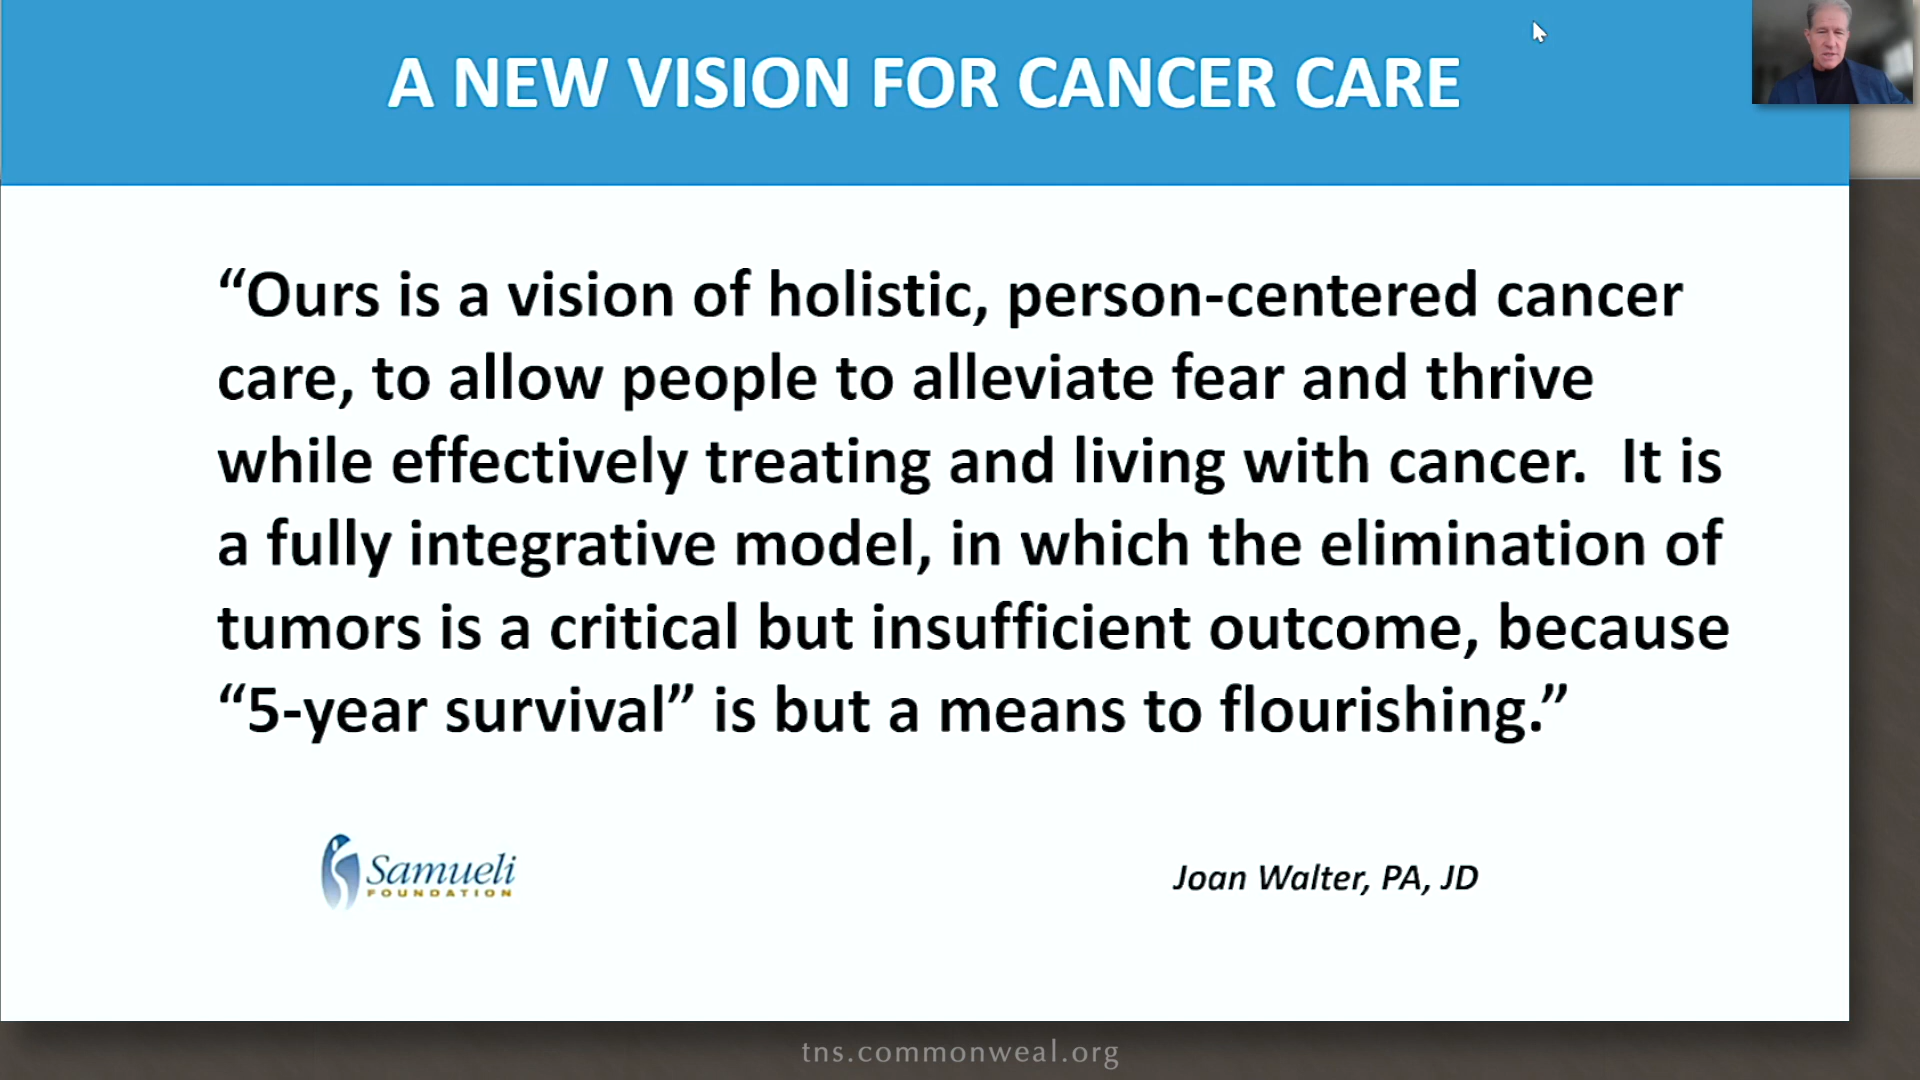 A NEW VISION FOR CANCER CARE
“Ours is a vision of holistic, person-centered cancer
care, to allow people to alleviate fear and thrive
while effectively treating and living with cancer.  It is
a fully integrative model, in which the elimination of
tumors is a critical but insufficient outcome, because
“5-year survival” is but a means to flourishing.”
Samueli
FOUNDATION
Joan Walter, PA, JD
tns.commonweal.org